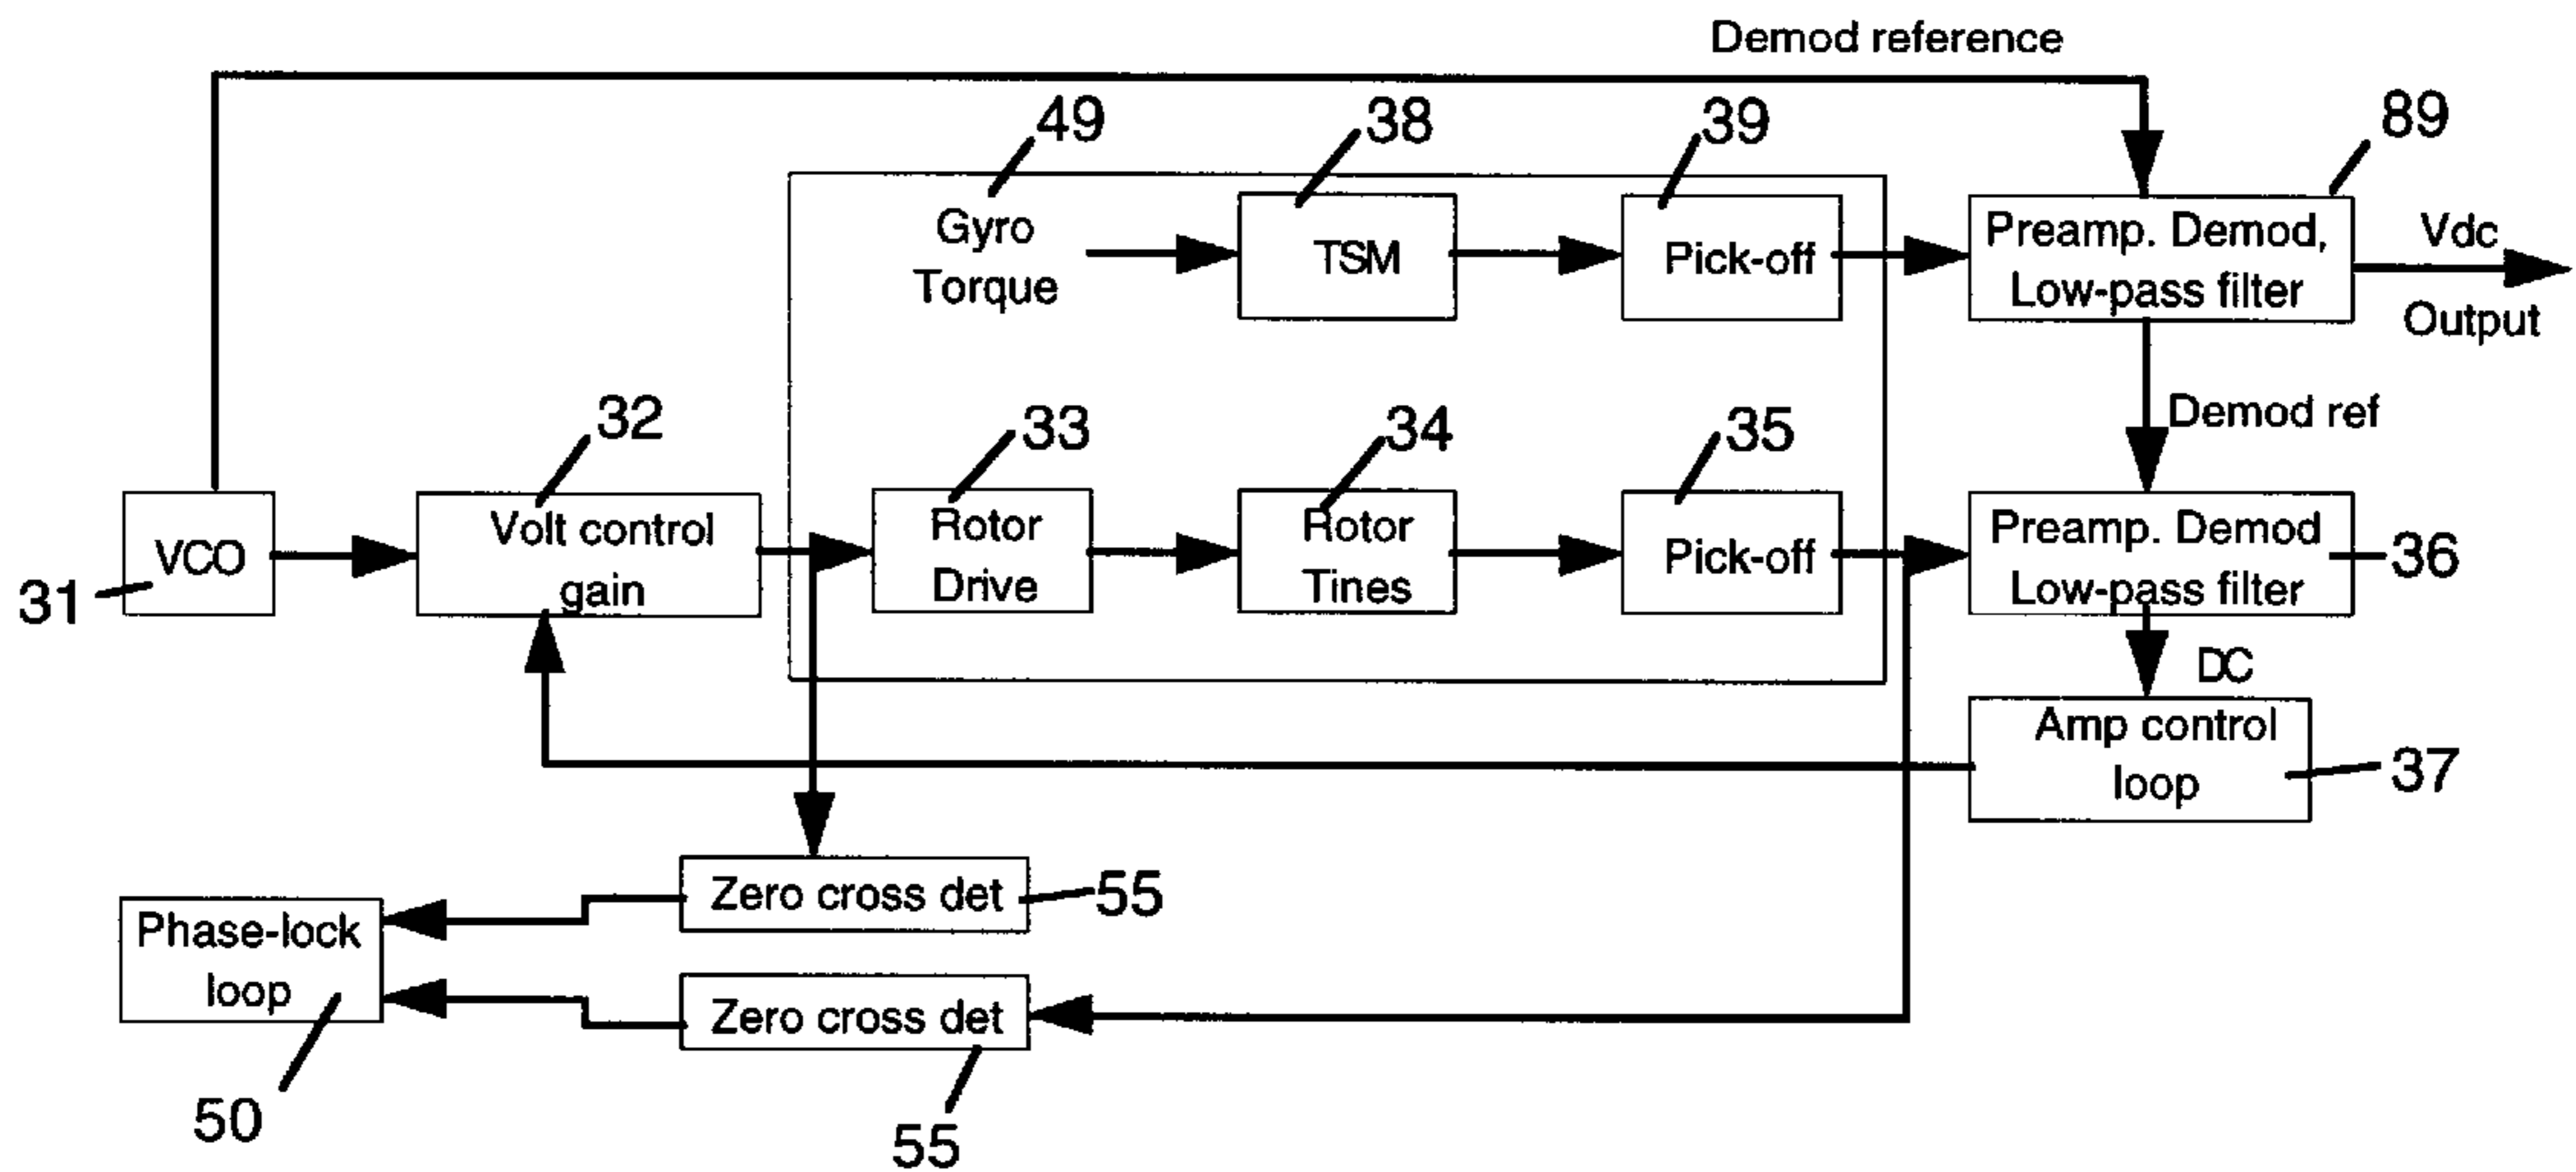 Demod reference
49
38
39
89
Gyro
Torque
TSM
Pick-off
Preamp. Demod,
Low-pass filter
Vdc
Output
Demod ref
32
33
34
35
31
VCO
Volt control
gain
Rotor
Drive
Rotor
Tines
Pick-off
Preamp. Demod
Low-pass filter
36
DC
Amp control
loop
37
Zero cross det
55
Phase-lock
loop
50
Zero cross det
55